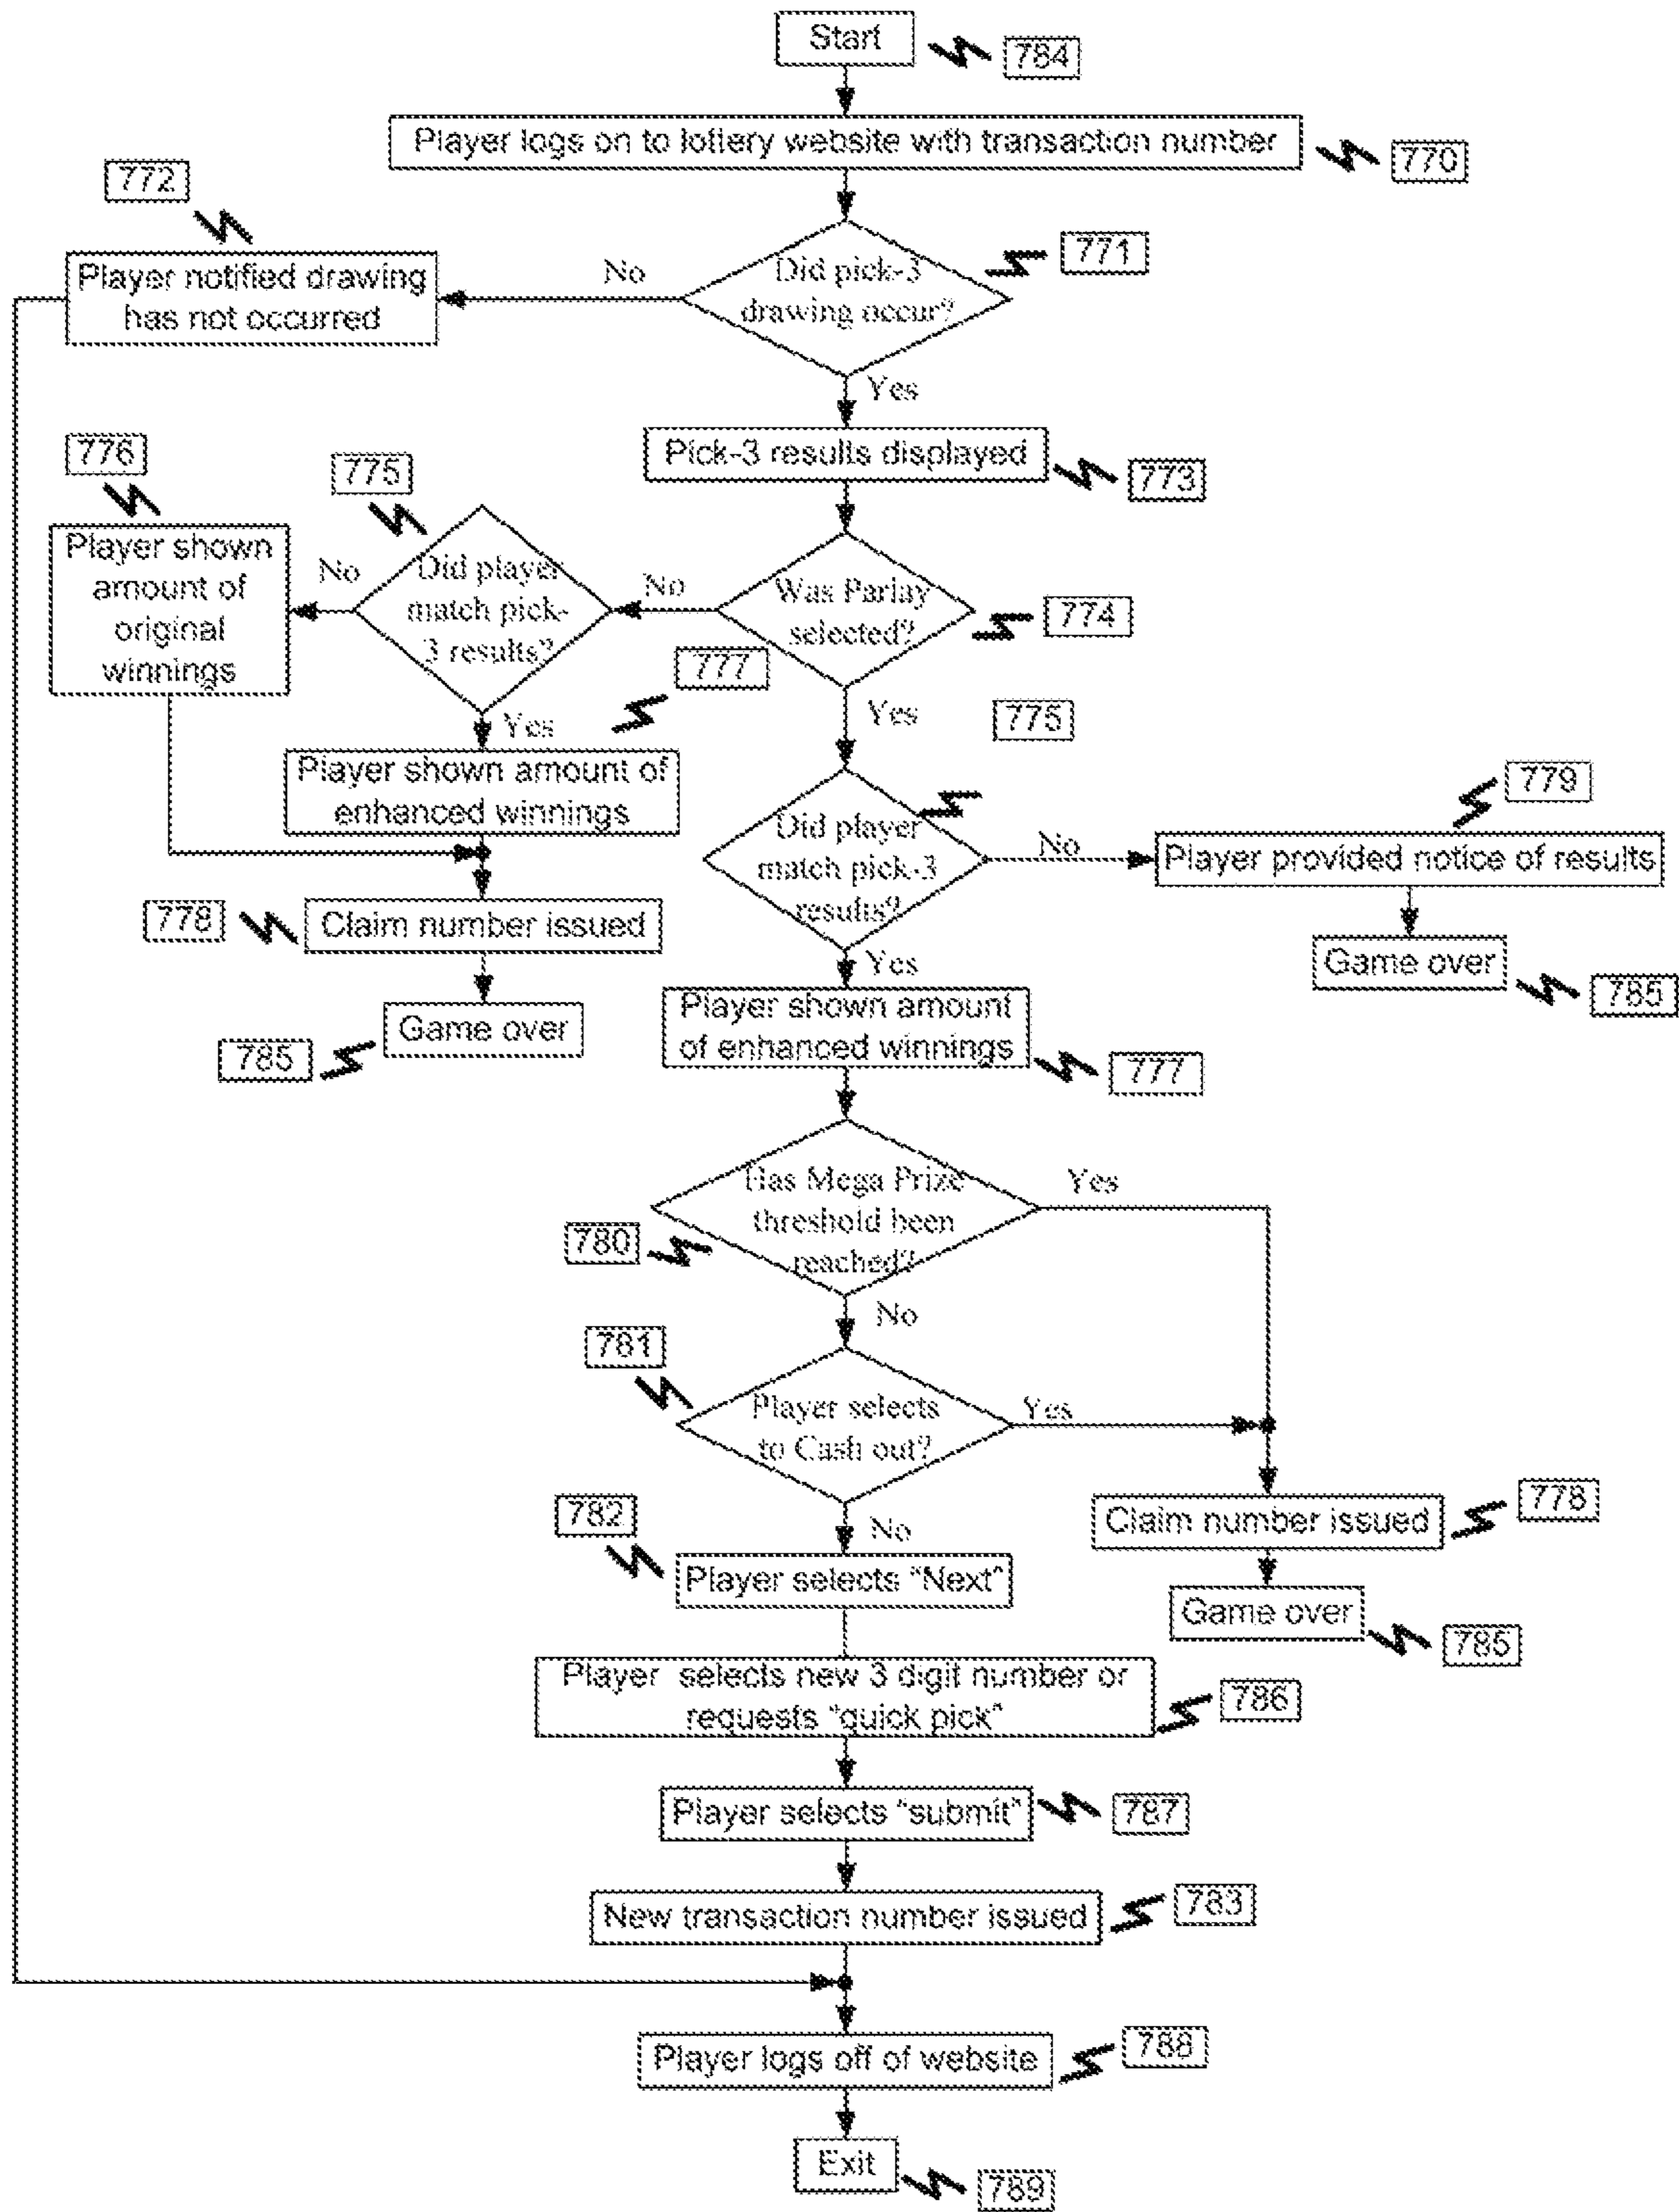 Start
784
Player logs on to lottery website with transaction number
770
772
771
Player notified drawing
has not occurred
No
Did pick-3
drawing occur?
Yes
776
775
Pick-3 results displayed
773
Player shown
amount of
original
winnings
No
Did player
match pick-
3 results?
No
Was Parlay
selected?
774
777
Yes
Yes
775
Player shown amount of
enhanced winnings
779
Did player
match pick-3
results?
No
Player provided notice of results
778
Claim number issued
Game over
785
Yes
Game over
785
Player shown amount
of enhanced winnings
777
Has Mega Prize
threshold been
reached?
Yes
780
No
781
Player selects
to Cash out?
Yes
782
No
Claim number issued
778
Player selects "Next"
Game over
785
Player selects new 3 digit number or
requests "quick pick"
786
Player selects "submit"
787
New transaction number issued
783
Player logs off of website
788
Exit
789